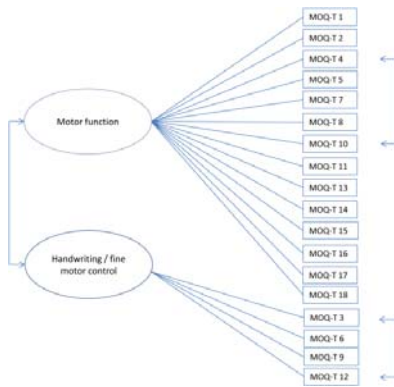 Motor function
Handwriting / fine
motor control
MOQ-T 1
MOQ-T 2
MOQ-T 4
MOQ-T 5
MOQ-T 7
MOQ-T 8
MOQ-T 10
MOQ-T 11
MOQ-T 13
MOQ-T 14
MOQ-T 15
MOQ-T 16
MOQ-T 17
MOQ-T 18
MOQ-T 3
MOQ-T 6
MOQ-T 9
MOQ-T 12